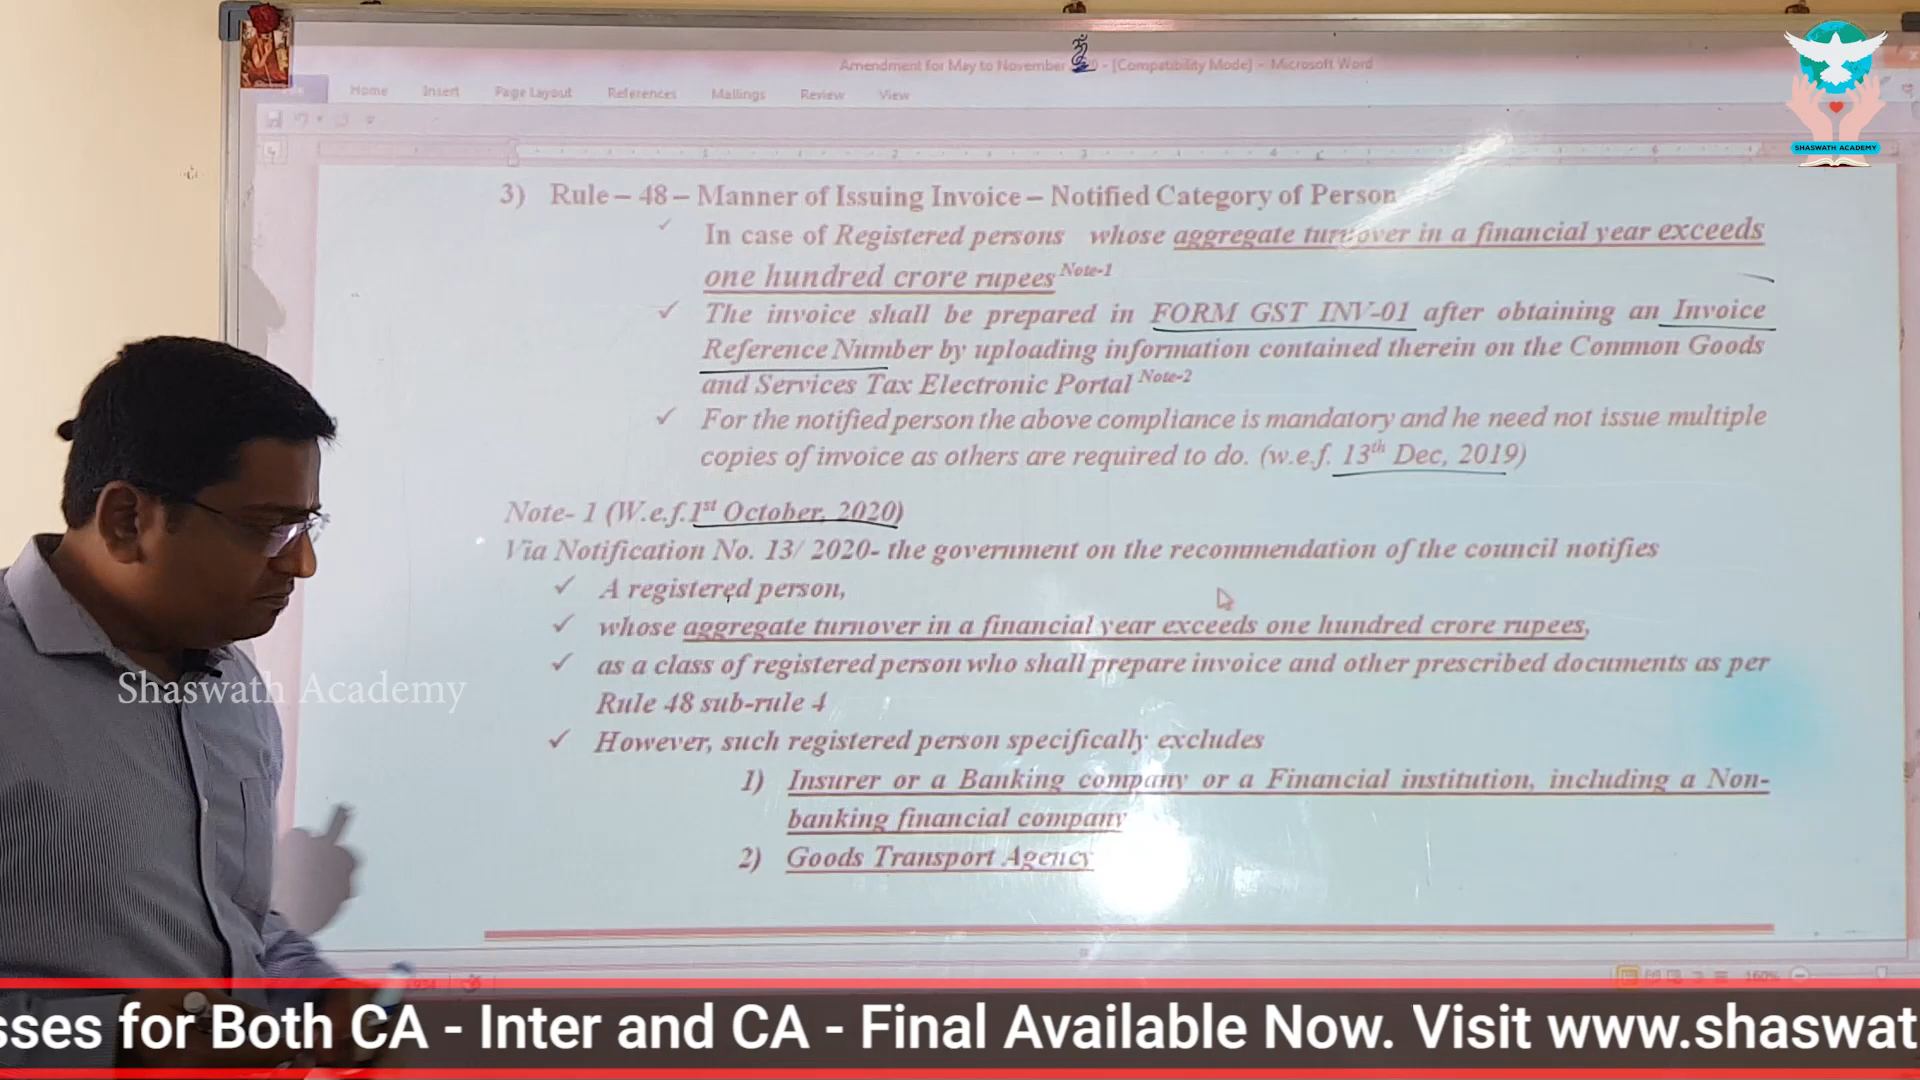 Amendment for May to November - [Compatibility Mode] - Microsoft Word
Home Insert Page Layout References Mailings Review View
SHASWATH ACADEMY
3) Rule – 48 – Manner of Issuing Invoice – Notified Category of Person
✓ In case of Registered persons whose aggregate turnover in a financial year exceeds
one hundred crore rupees Note-1
✓ The invoice shall be prepared in FORM GST INV-01 after obtaining an Invoice
Reference Number by uploading information contained therein on the Common Goods
and Services Tax Electronic Portal Note-2
✓ For the notified person the above compliance is mandatory and he need not issue multiple
copies of invoice as others are required to do. (w.e.f. 13th Dec, 2019)
Note- 1 (W.e.f.1st October, 2020)
Via Notification No. 13/ 2020- the government on the recommendation of the council notifies
✓ A registered person,
✓ whose aggregate turnover in a financial year exceeds one hundred crore rupees,
✓ as a class of registered person who shall prepare invoice and other prescribed documents as per
Rule 48 sub-rule 4
✓ However, such registered person specifically excludes
1) Insurer or a Banking company or a Financial institution, including a Non-
banking financial company
2) Goods Transport Agency
Shaswath Academy
160%
sses for Both CA - Inter and CA - Final Available Now. Visit www.shaswat